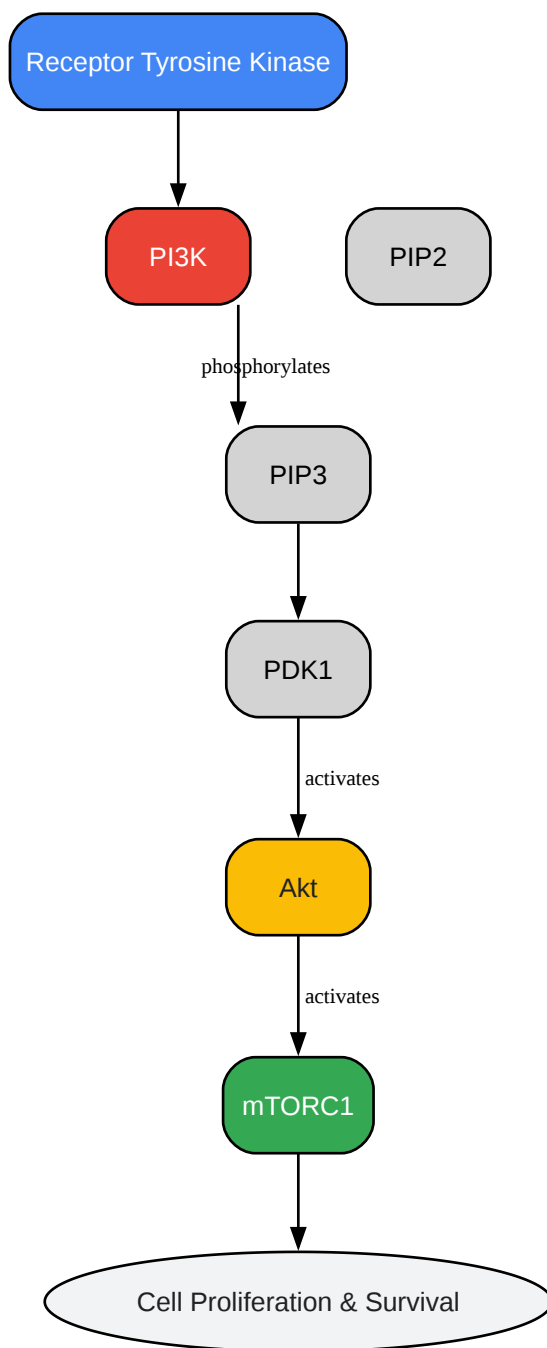 Receptor Tyrosine Kinase
PI3K
PIP2
phosphorylates
PIP3
PDK1
activates
Akt
activates
mTORC1
Cell Proliferation & Survival